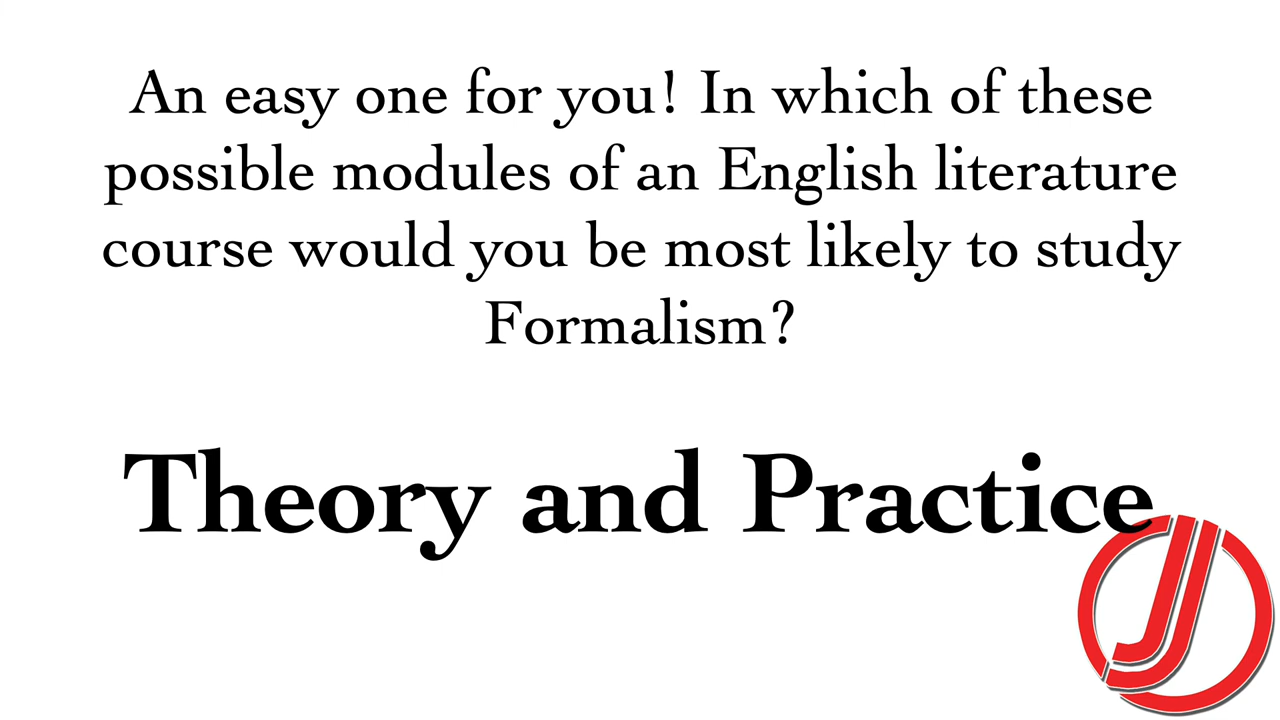 An easy one for you! In which of these
possible modules of an English literature
course would you be most likely to study
Formalism?
Theory and Practice